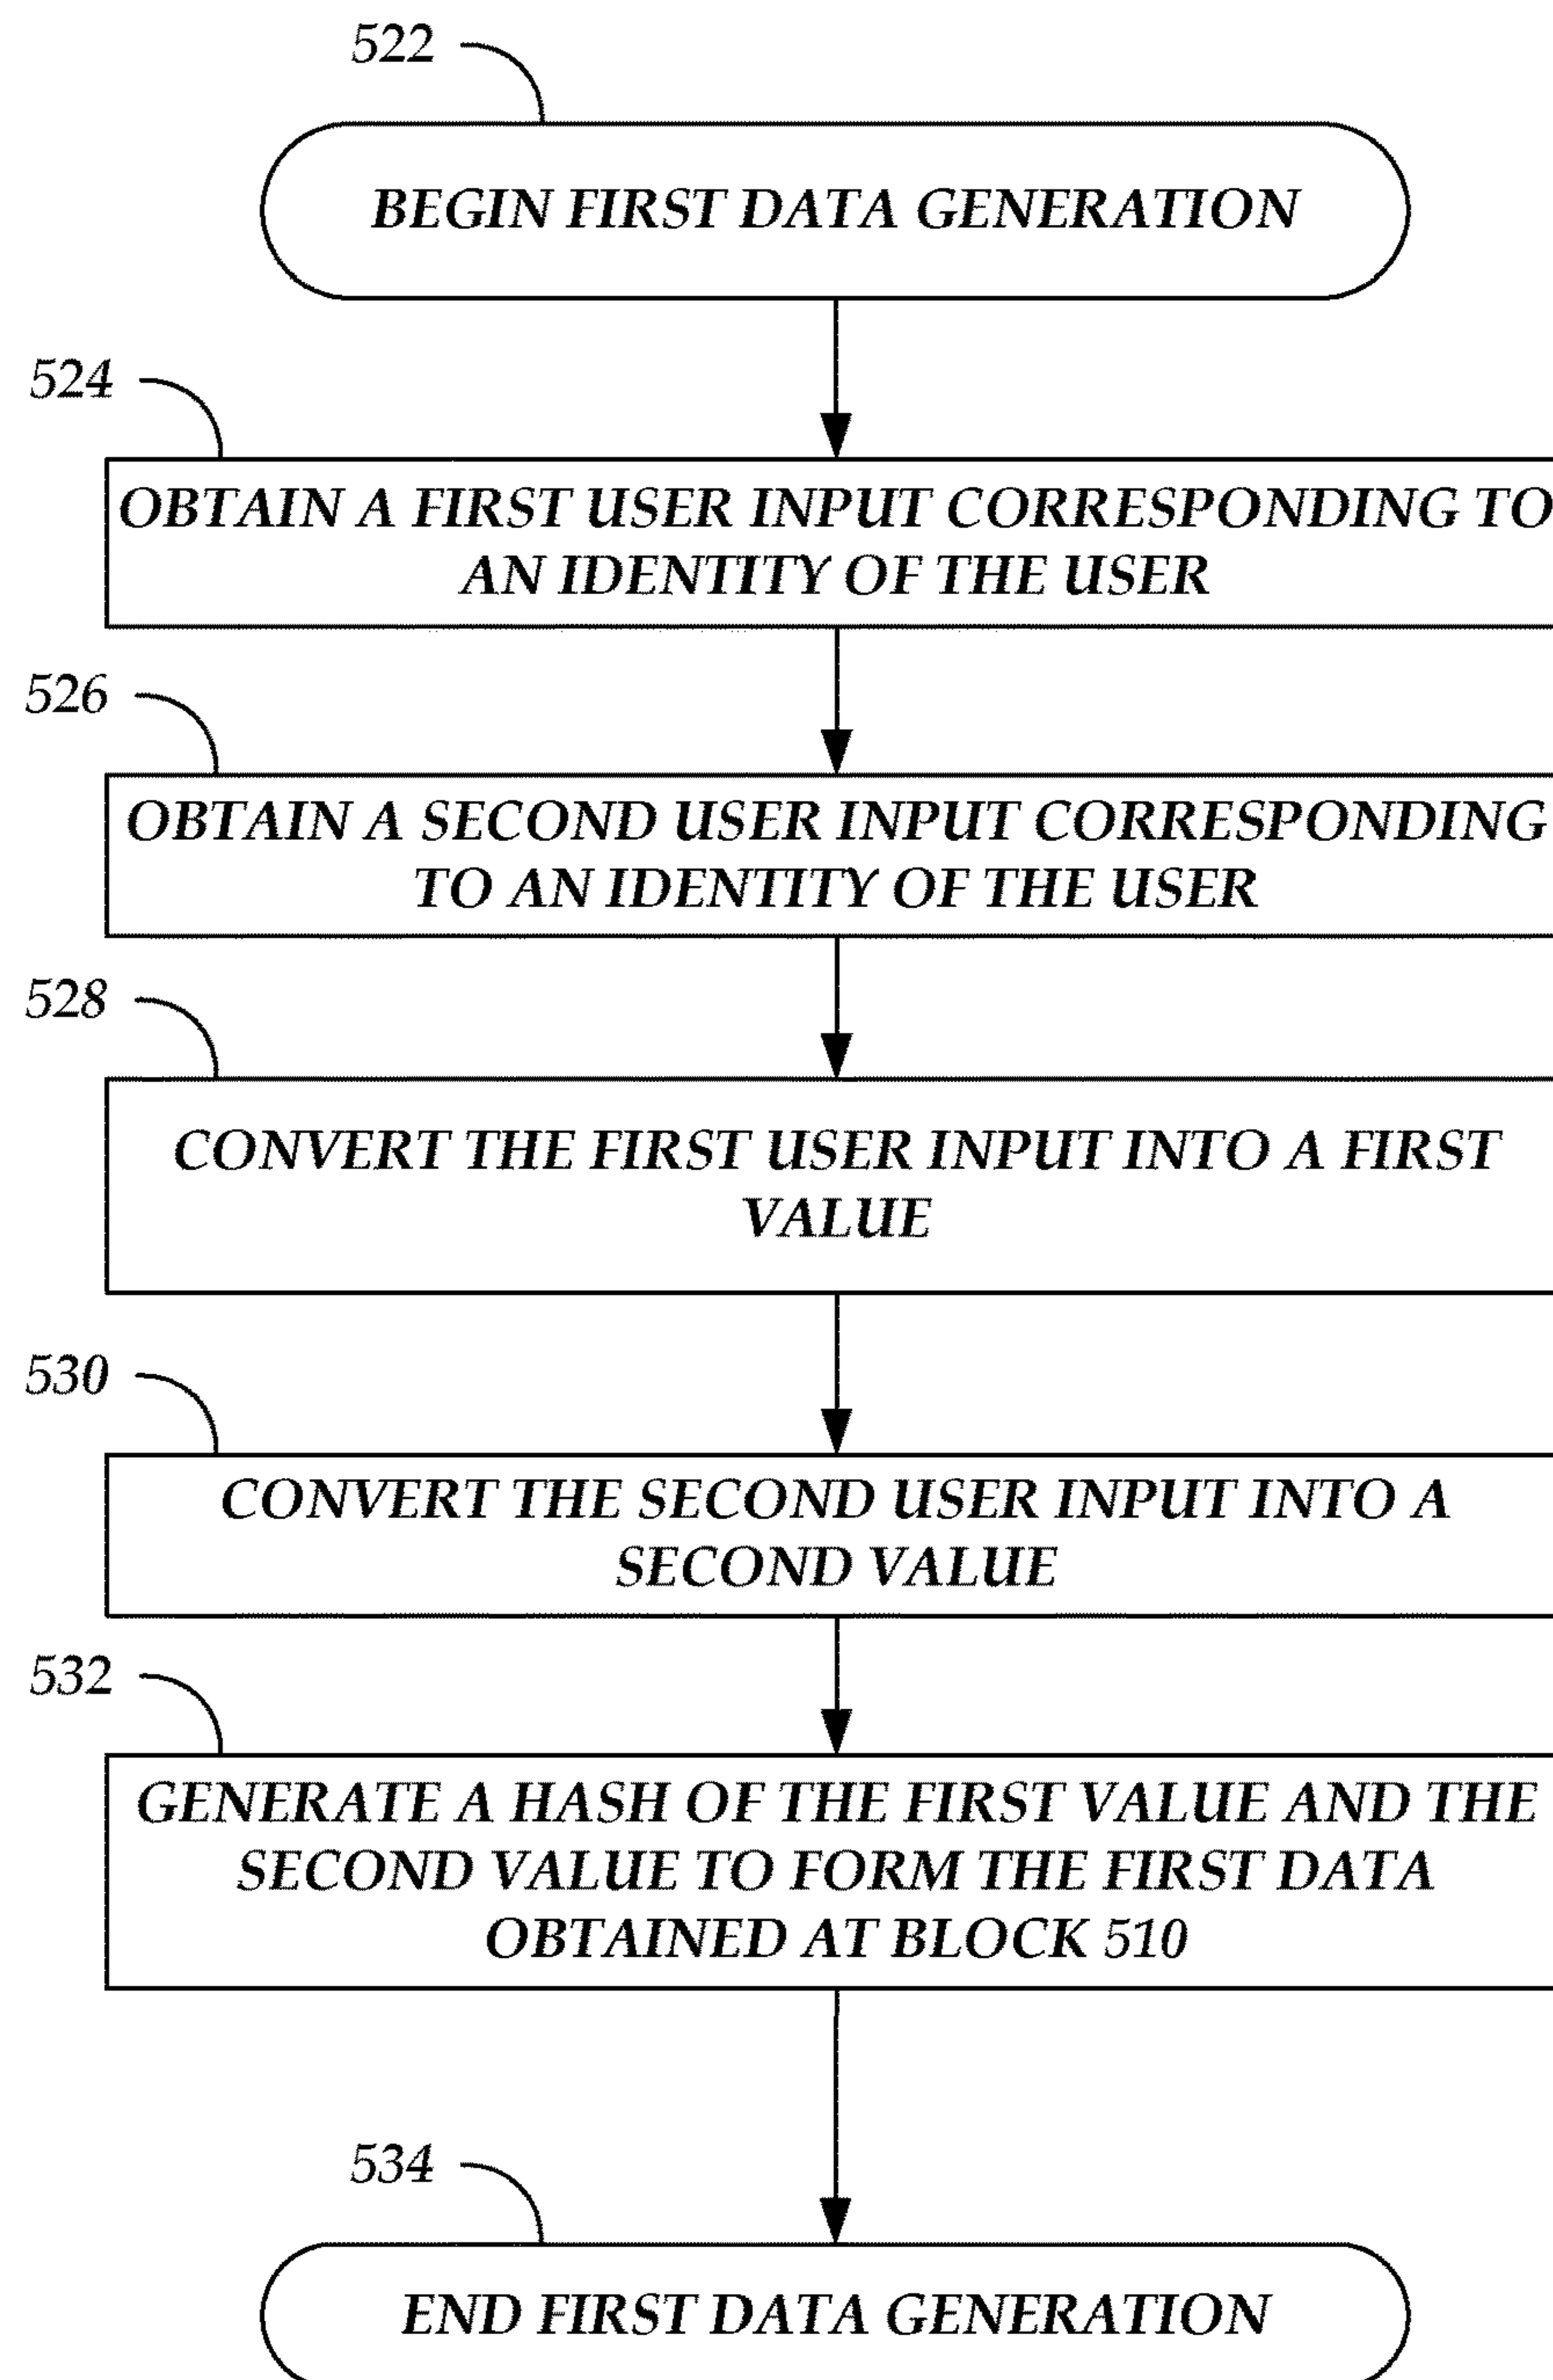 522
BEGIN FIRST DATA GENERATION
524
OBTAIN A FIRST USER INPUT CORRESPONDING TO
AN IDENTITY OF THE USER
526
OBTAIN A SECOND USER INPUT CORRESPONDING
TO AN IDENTITY OF THE USER
528
CONVERT THE FIRST USER INPUT INTO A FIRST
VALUE
530
CONVERT THE SECOND USER INPUT INTO A
SECOND VALUE
532
GENERATE A HASH OF THE FIRST VALUE AND THE
SECOND VALUE TO FORM THE FIRST DATA
OBTAINED AT BLOCK 510
534
END FIRST DATA GENERATION